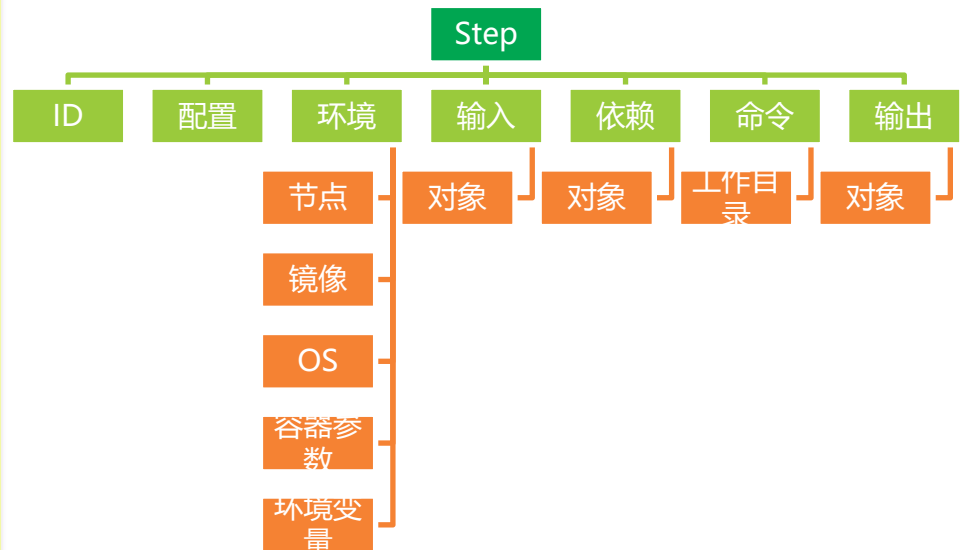 Step
ID
配置
环境
输入
依赖
命令
输出
节点
对象
对象
工作目
录
对象
镜像
OS
容器参
数
环境变
量